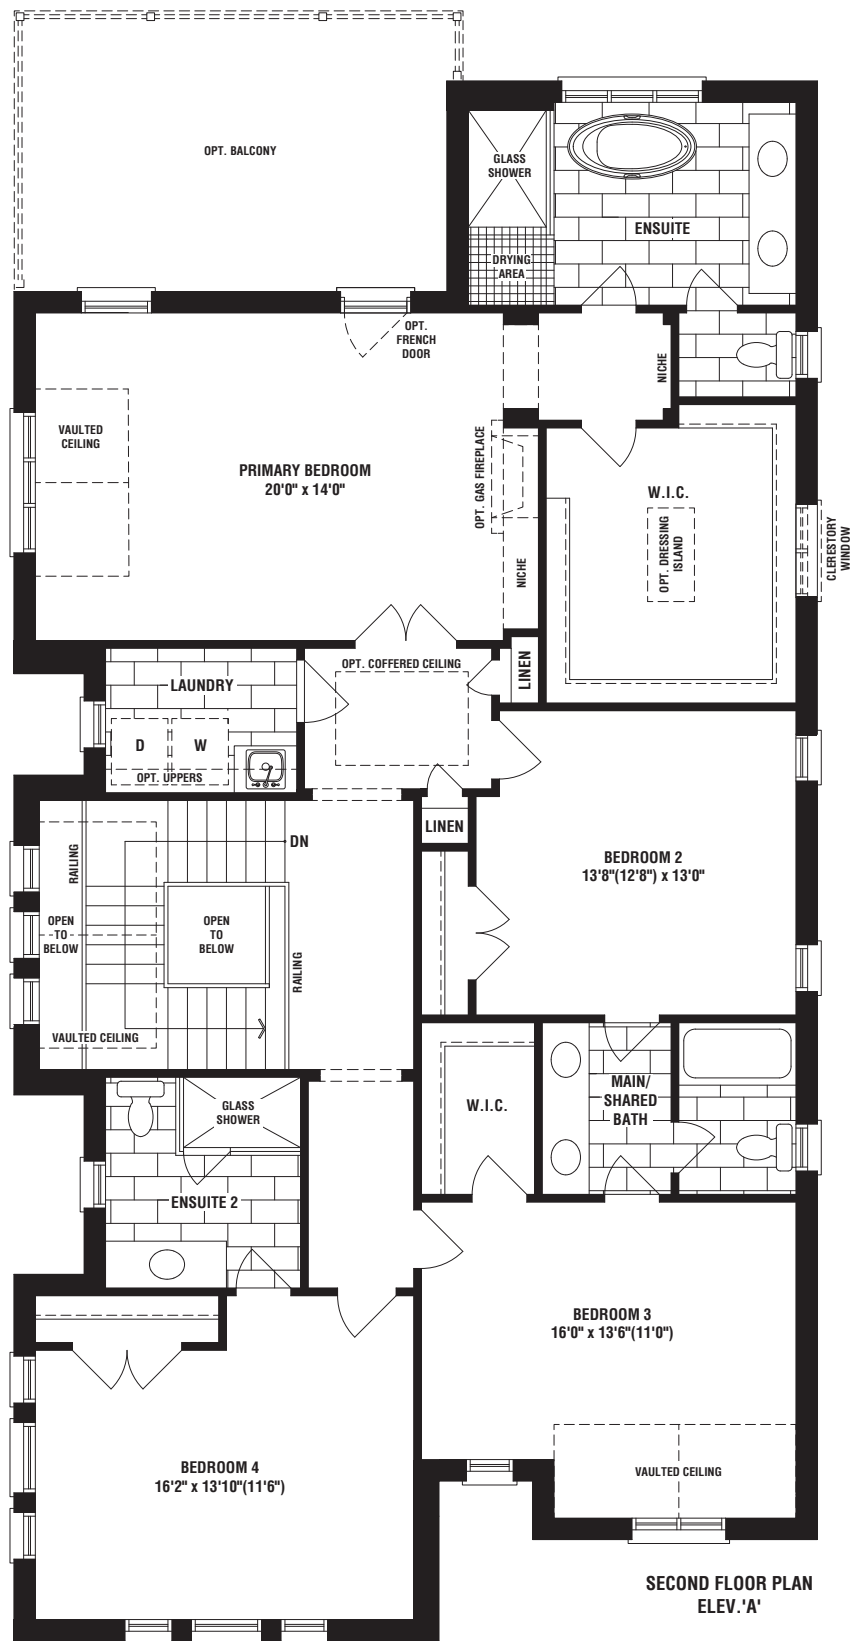 OPT. BALCONY
GLASS
SHOWER
ENSUITE
DRYING
AREA
OPT.
FRENCH
DOOR
NICHE
VAULTED
CEILING
PRIMARY BEDROOM
20'0" x 14'0"
OPT. GAS FIREPLACE
NICHE
W.I.C.
OPT. DRESSING
ISLAND
CLERESTORY
WINDOW
OPT. COFFERED CEILING
LINEN
LAUNDRY
D
W
OPT. UPPERS
LINEN
DN
RAILING
OPEN
TO
BELOW
OPEN
TO
BELOW
RAILING
VAULTED CEILING
BEDROOM 2
13'8"(12'8") x 13'0"
GLASS
SHOWER
W.I.C.
MAIN/
SHARED
BATH
ENSUITE 2
BEDROOM 3
16'0" x 13'6"(11'0")
BEDROOM 4
16'2" x 13'10"(11'6")
VAULTED CEILING
SECOND FLOOR PLAN
ELEV.'A'